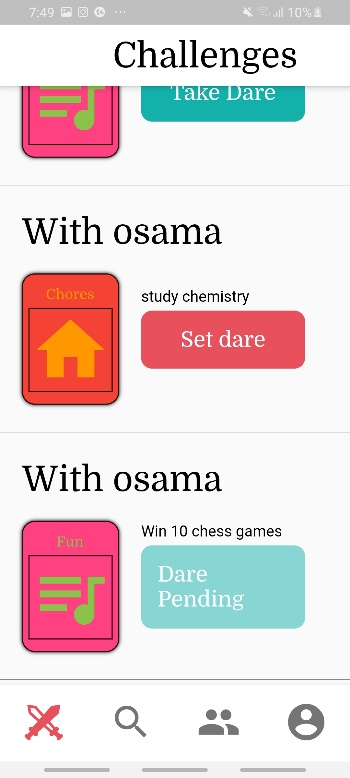 7:49
10%
Challenges
Take Dare
With osama
Chores
study chemistry
Set dare
With osama
Fun
Win 10 chess games
Dare
Pending